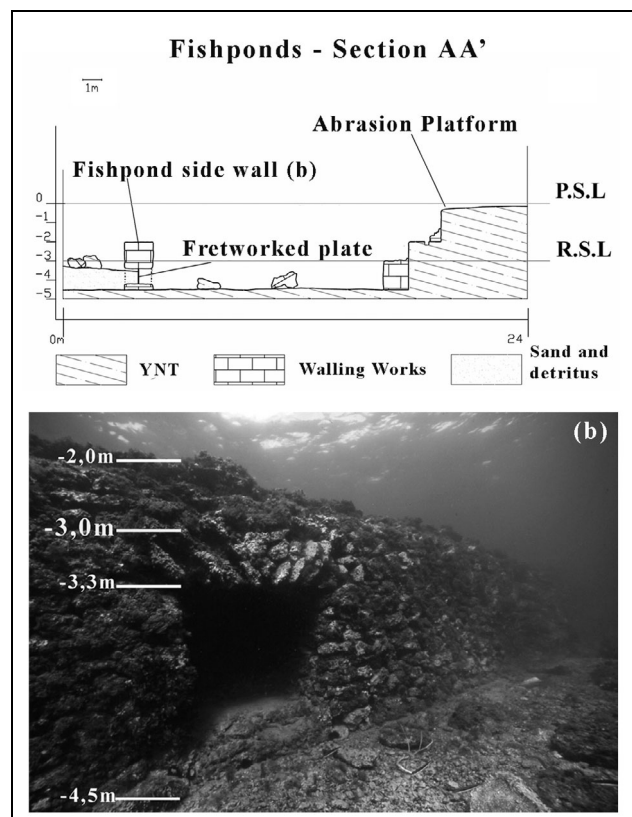 Fishponds - Section AA'
1m
Abrasion Platform
Fishpond side wall (b)
P.S.L
0
-1
-2
Fretworked plate
R.S.L
-3
-4
-5
0m
24
YNT
Walling Works
Sand and
detritus
(b)
-2,0m
-3,0m
-3,3m
-4,5m